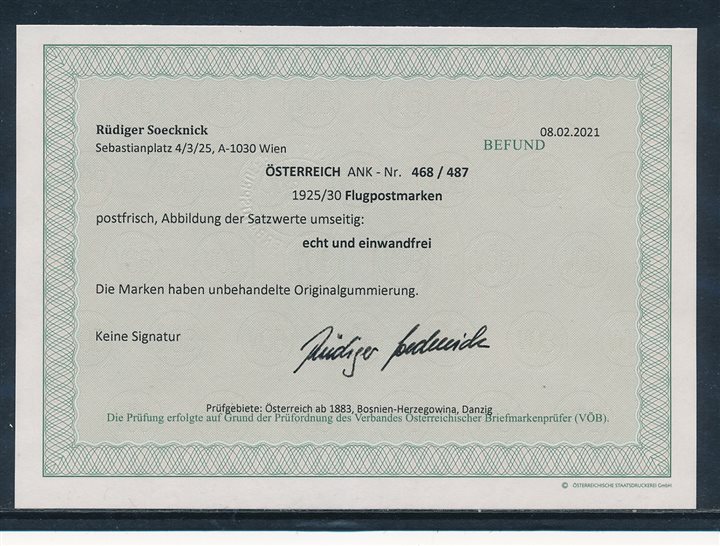 Rüdiger Soecknick
08.02.2021
Sebastianplatz 4/3/25, A-1030 Wien
BEFUND
ÖSTERREICH ANK - Nr. 468 / 487
1925/30 Flugpostmarken
postfrisch, Abbildung der Satzwerte umseitig:
echt und einwandfrei
Die Marken haben unbehandelte Originalgummierung.
Keine Signatur
Rüdiger Soecknick
Prüfgebiete: Österreich ab 1883, Bosnien-Herzegowina, Danzig
Die Prüfung erfolgte auf Grund der Prüfordnung des Verbandes Österreichischer Briefmarkenprüfer (VÖB).
© ÖSTERREICHISCHE STAATSDRUCKEREI GmbH